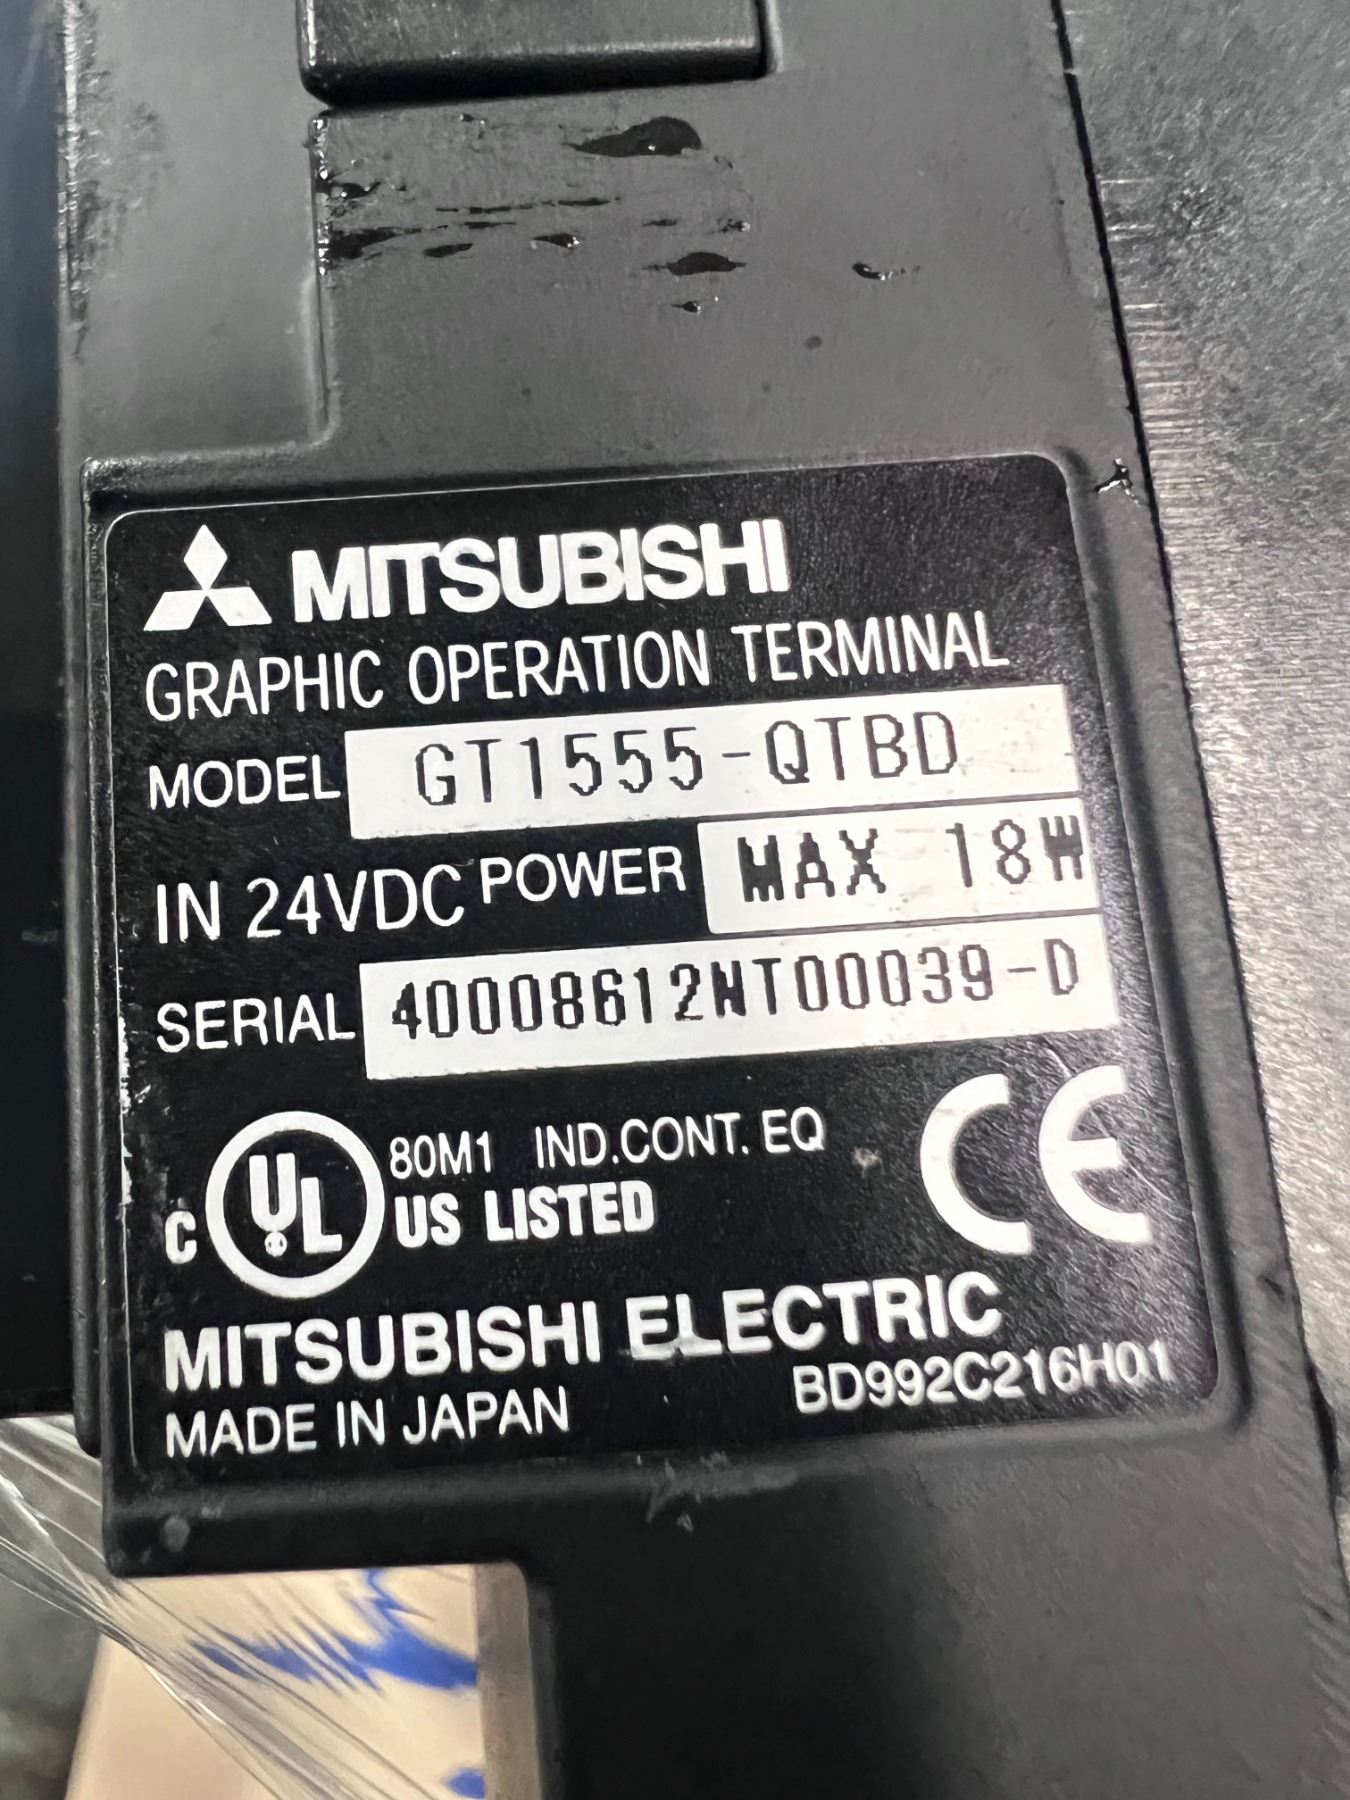 MITSUBISHI
GRAPHIC OPERATION TERMINAL
MODEL GT1555-QTBD
IN 24VDC POWER MAX 18W
SERIAL 40008612NT00039-D
C UL 80M1 IND.CONT. EQ
US LISTED
CE
MITSUBISHI ELECTRIC
MADE IN JAPAN BD992C216H01